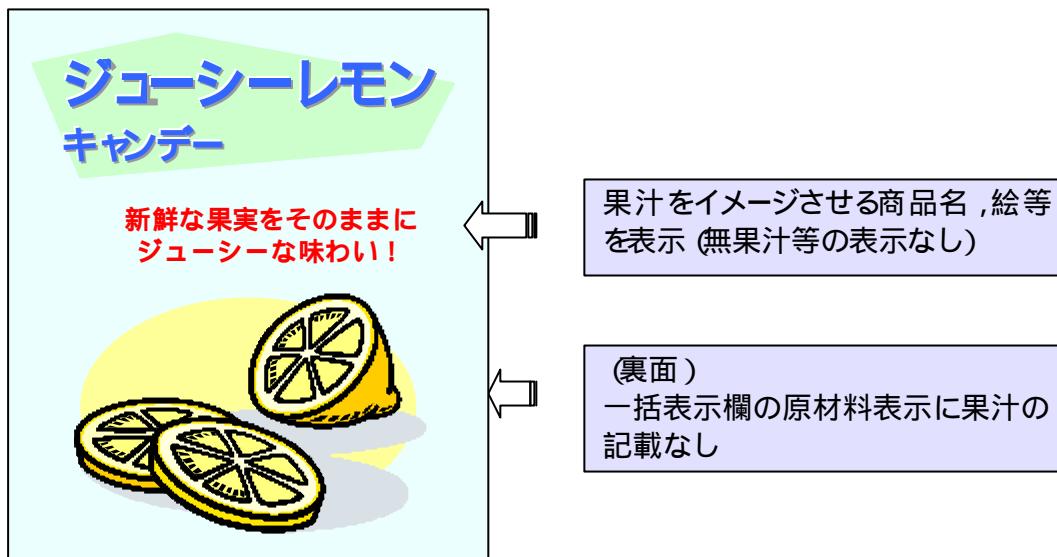 ジューシーレモン
キャンデー
新鮮な果実をそのままに
ジューシーな味わい!
果汁をイメージさせる商品名,絵等
を表示(無果汁等の表示なし)
(裏面)
一括表示欄の原材料表示に果汁の
記載なし